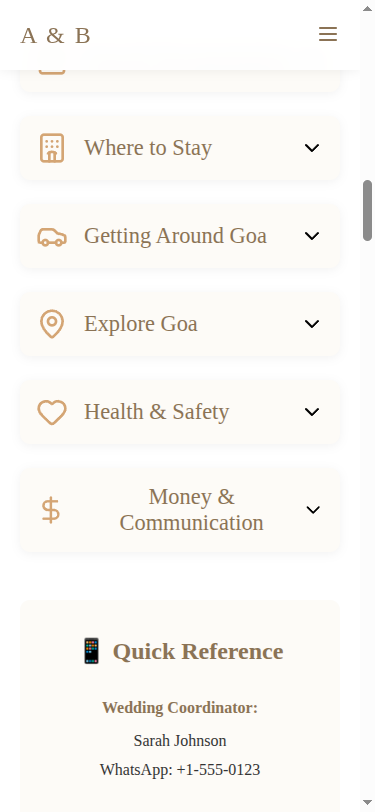 A & B
Where to Stay
Getting Around Goa
Explore Goa
Health & Safety
Money &
Communication
📱 Quick Reference
Wedding Coordinator:
Sarah Johnson
WhatsApp: +1-555-0123